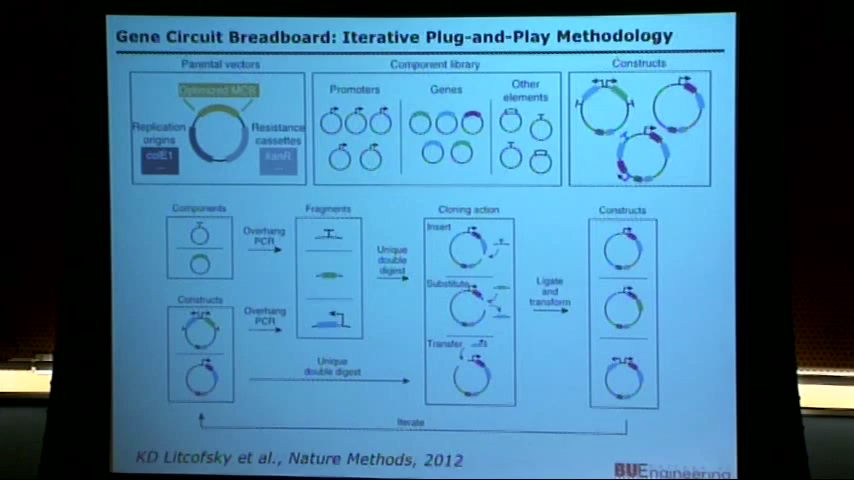 Gene Circuit Breadboard: Iterative Plug-and-Play Methodology
Parental vectors
Component library
Constructs
Optimized MCS
Replication
origins
colE1
...
Resistance
cassettes
kanR
...
Promoters
Genes
Other
elements
Components
Fragments
Cloning action
Constructs
Overhang
PCR
Unique
double
digest
Insert
Substitute
Transfer
Ligate
and
transform
Constructs
Overhang
PCR
Unique
double digest
Iterate
KD Litcofsky et al., Nature Methods, 2012
BUEngineering